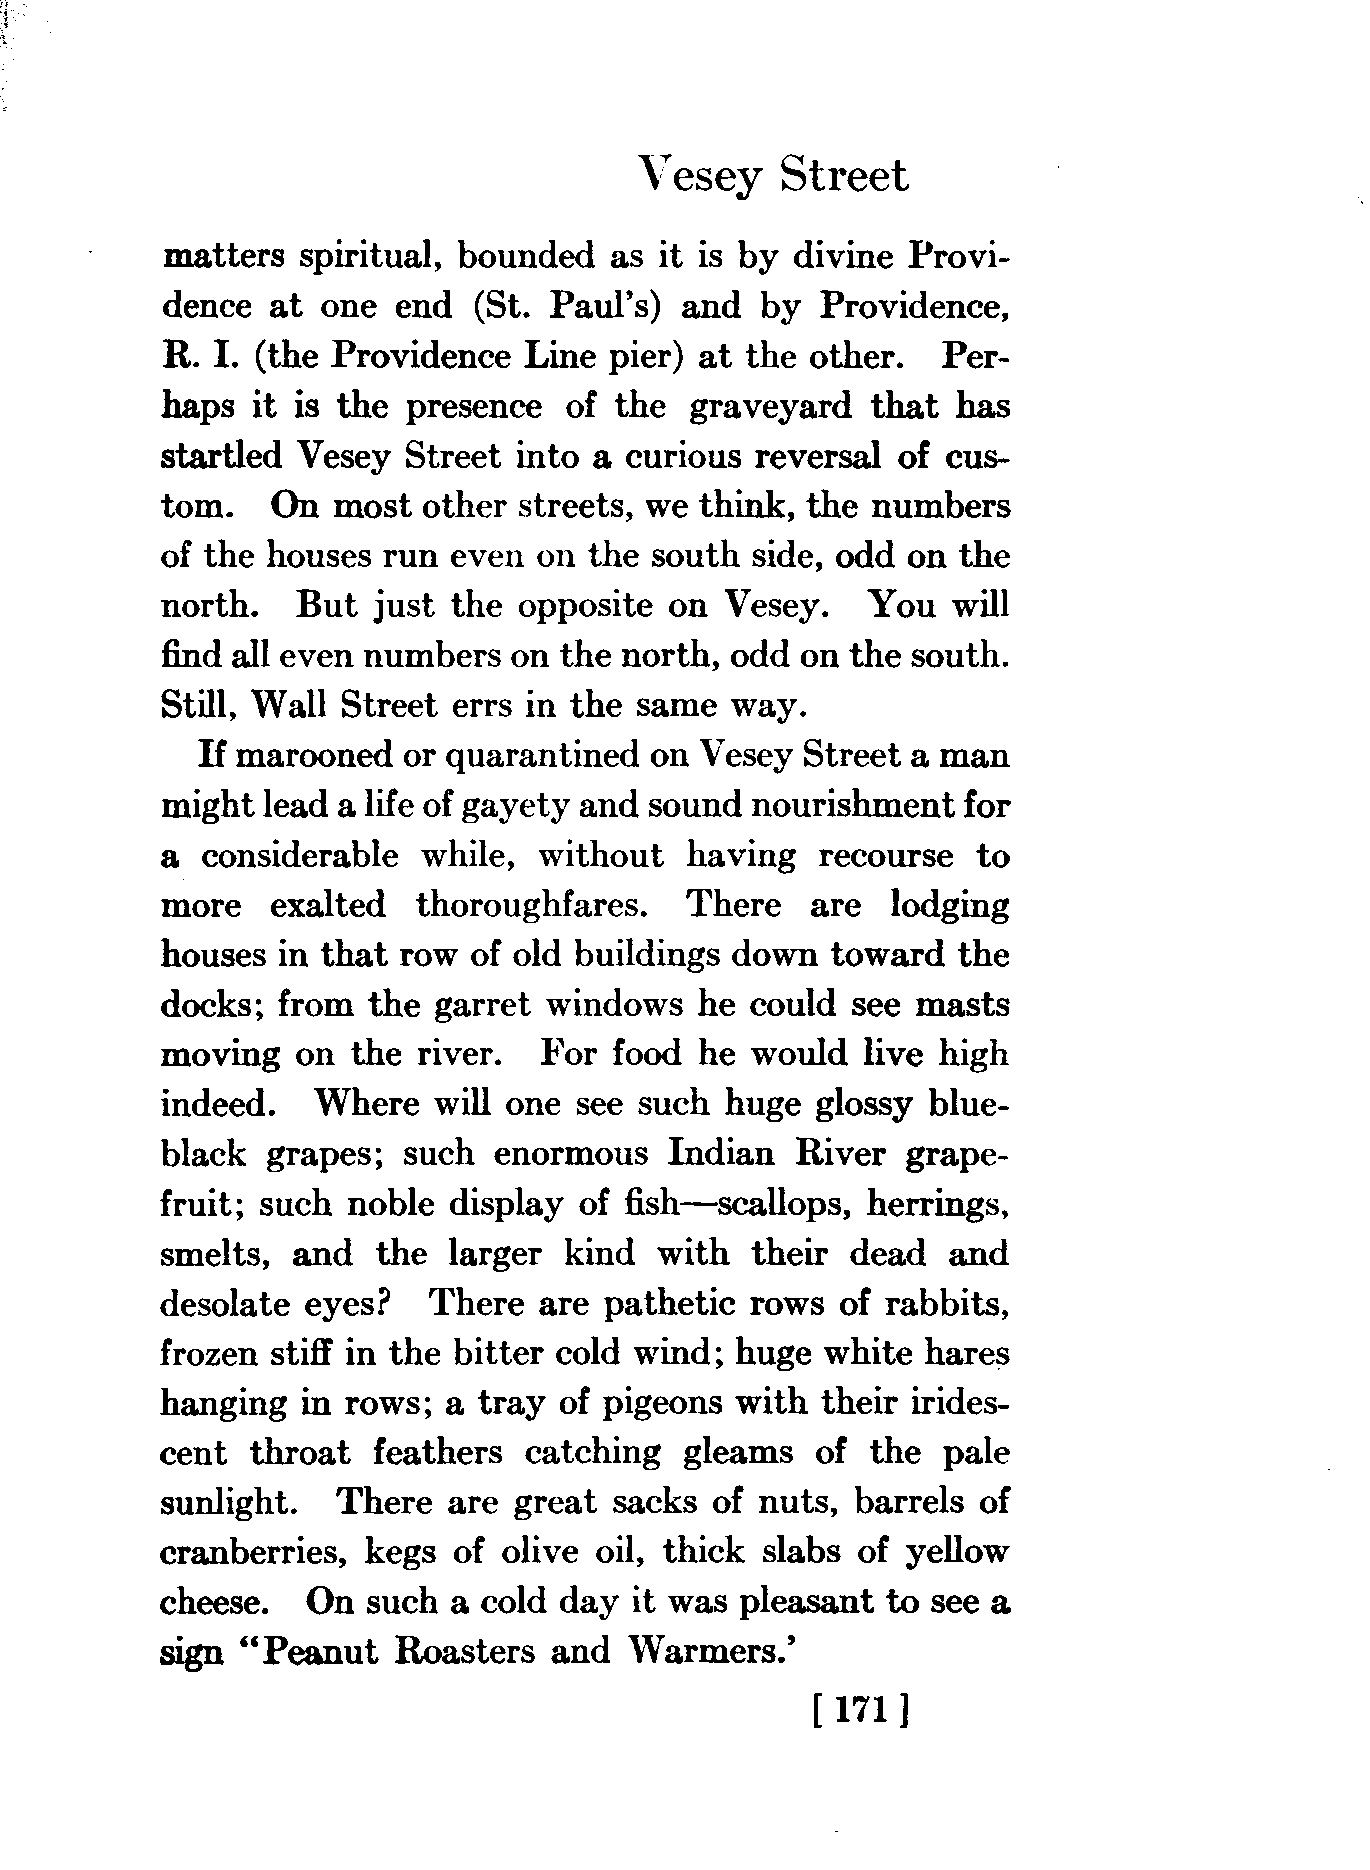 Vesey Street
matters spiritual, bounded as it is by divine Provi-
dence at one end (St. Paul's) and by Providence,
R. I. (the Providence Line pier) at the other. Per-
haps it is the presence of the graveyard that has
startled Vesey Street into a curious reversal of cus-
tom. On most other streets, we think, the numbers
of the houses run even on the south side, odd on the
north. But just the opposite on Vesey. You will
find all even numbers on the north, odd on the south.
Still, Wall Street errs in the same way.
If marooned or quarantined on Vesey Street a man
might lead a life of gayety and sound nourishment for
a considerable while, without having recourse to
more exalted thoroughfares. There are lodging
houses in that row of old buildings down toward the
docks; from the garret windows he could see masts
moving on the river. For food he would live high
indeed. Where will one see such huge glossy blue-
black grapes; such enormous Indian River grape-
fruit; such noble display of fish—scallops, herrings,
smelts, and the larger kind with their dead and
desolate eyes? There are pathetic rows of rabbits,
frozen stiff in the bitter cold wind; huge white hares
hanging in rows; a tray of pigeons with their irides-
cent throat feathers catching gleams of the pale
sunlight. There are great sacks of nuts, barrels of
cranberries, kegs of olive oil, thick slabs of yellow
cheese. On such a cold day it was pleasant to see a
sign "Peanut Roasters and Warmers.'
[ 171 ]